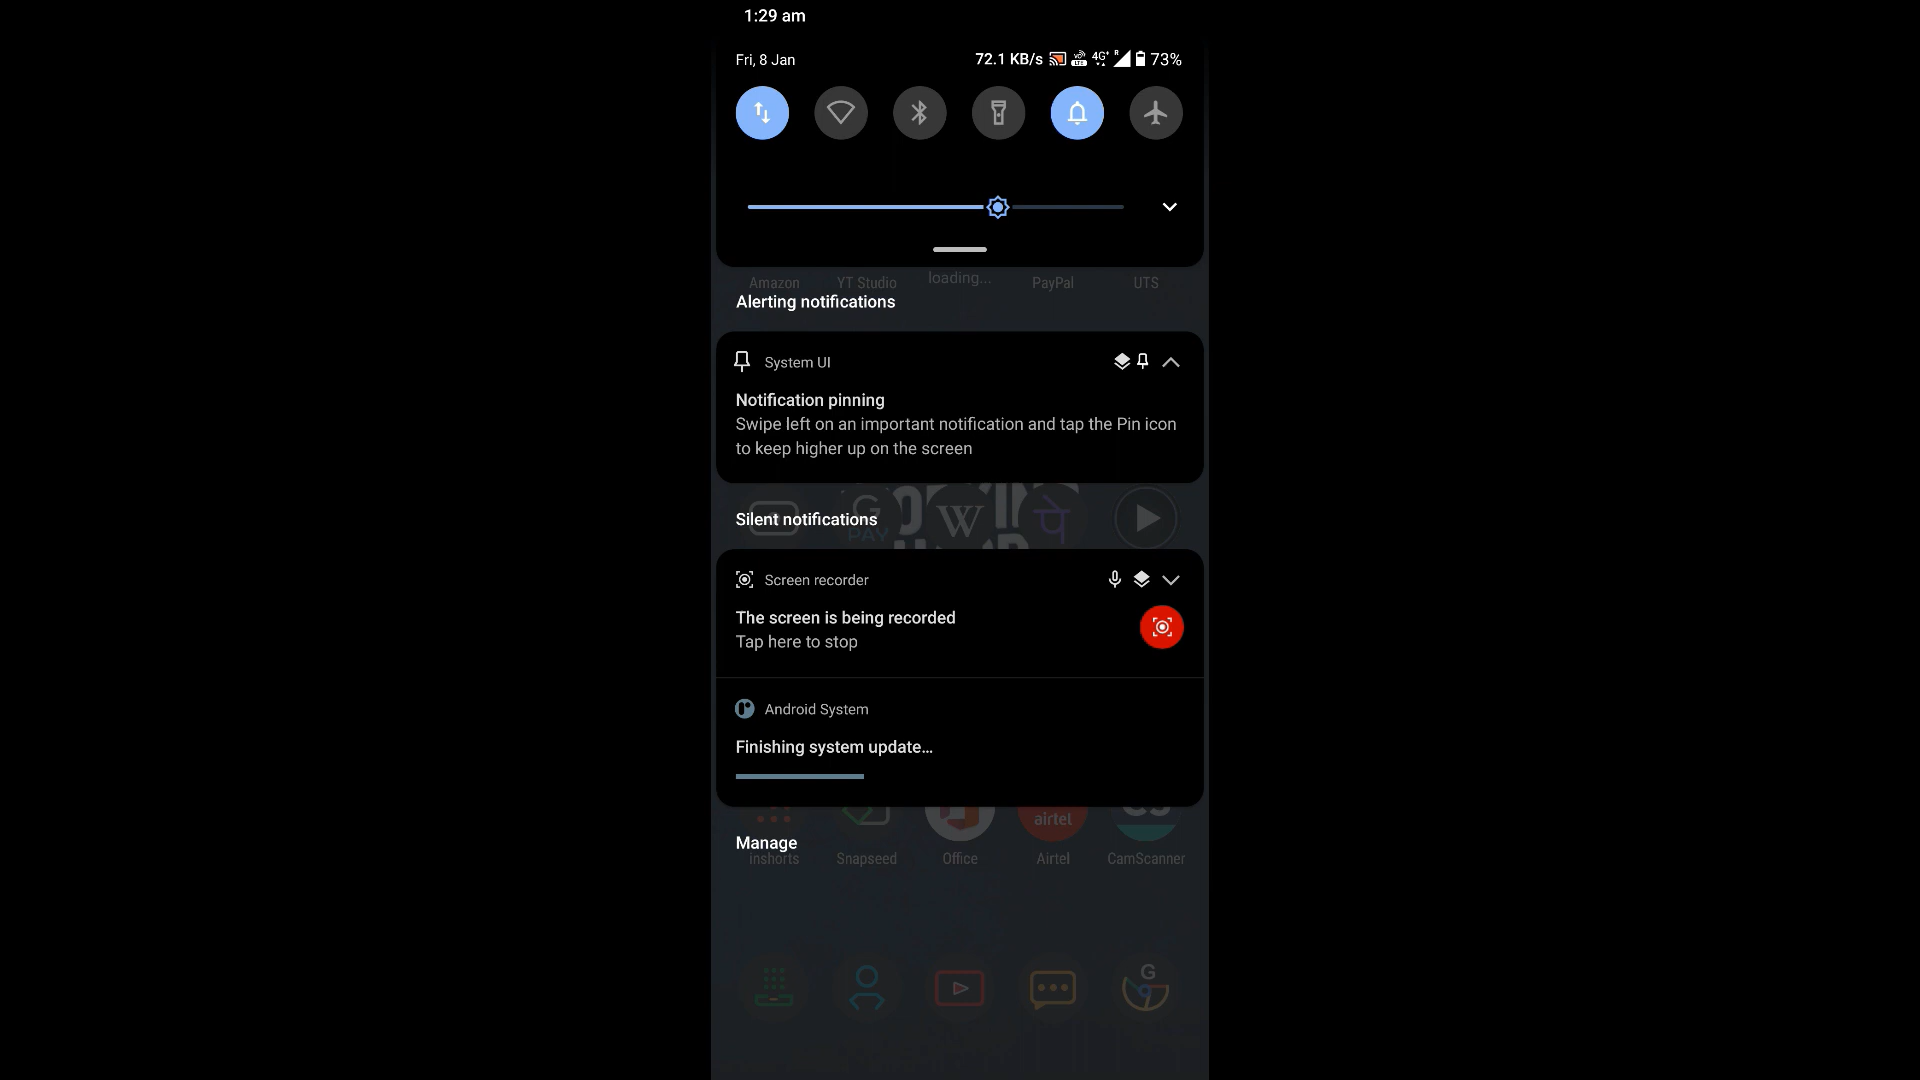 1:29 am
Fri, 8 Jan
72.1 KB/s 4G+ R 73%
Amazon YT Studio loading... PayPal UTS
Alerting notifications
System UI
Notification pinning
Swipe left on an important notification and tap the Pin icon
to keep higher up on the screen
G PAY W पे
Silent notifications
Screen recorder
The screen is being recorded
Tap here to stop
Android System
Finishing system update...
airtel
Manage
inshorts Snapseed Office Airtel CamScanner
G